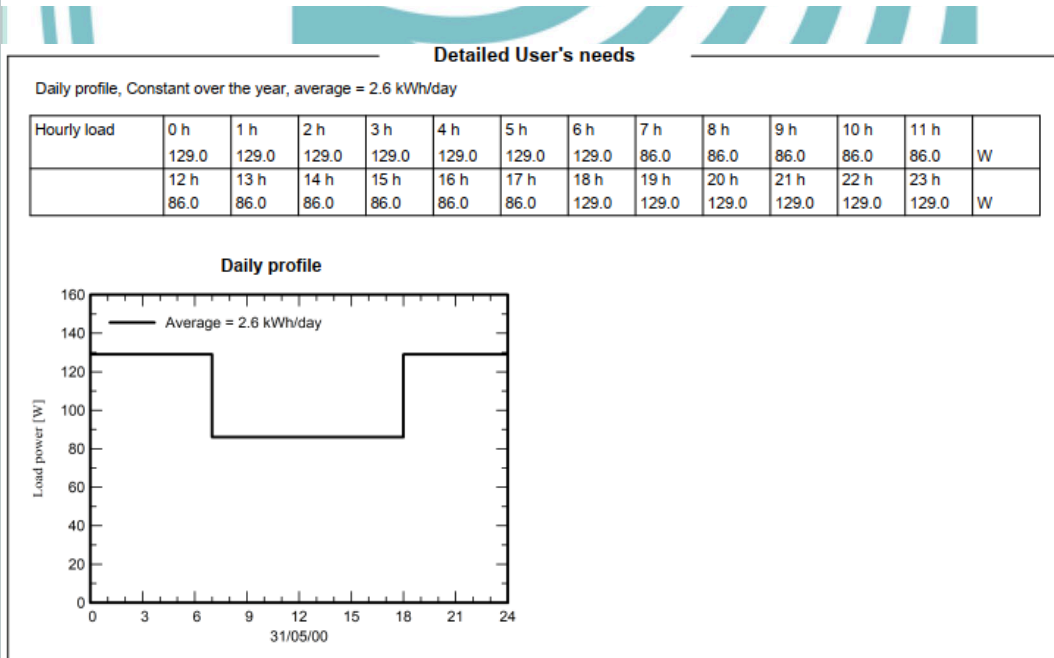 Detailed User's needs
Daily profile, Constant over the year, average = 2.6 kWh/day
Hourly load 0 h 1 h 2 h 3 h 4 h 5 h 6 h 7 h 8 h 9 h 10 h 11 h
129.0 129.0 129.0 129.0 129.0 129.0 129.0 86.0 86.0 86.0 86.0 86.0 W
12 h 13 h 14 h 15 h 16 h 17 h 18 h 19 h 20 h 21 h 22 h 23 h
86.0 86.0 86.0 86.0 86.0 86.0 129.0 129.0 129.0 129.0 129.0 129.0 W
Daily profile
160
Average = 2.6 kWh/day
140
120
100
80
60
40
20
0
Load power [W]
0 3 6 9 12 15 18 21 24
31/05/00